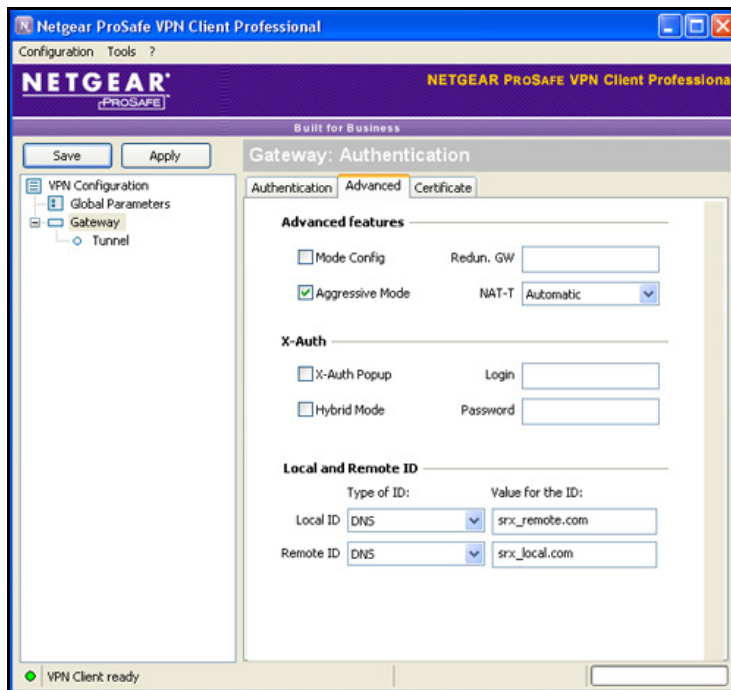 Netgear ProSafe VPN Client Professional
Configuration Tools ?
NETGEAR
PROSAFE
NETGEAR PROSAFE VPN Client Professiona
Built for Business
Save Apply
Gateway: Authentication
VPN Configuration
Global Parameters
Gateway
Tunnel
Authentication Advanced Certificate
Advanced features
Mode Config Redun. GW
Aggressive Mode NAT-T Automatic
X-Auth
X-Auth Popup Login
Hybrid Mode Password
Local and Remote ID
Type of ID: Value for the ID:
Local ID DNS srx_remote.com
Remote ID DNS srx_local.com
VPN Client ready